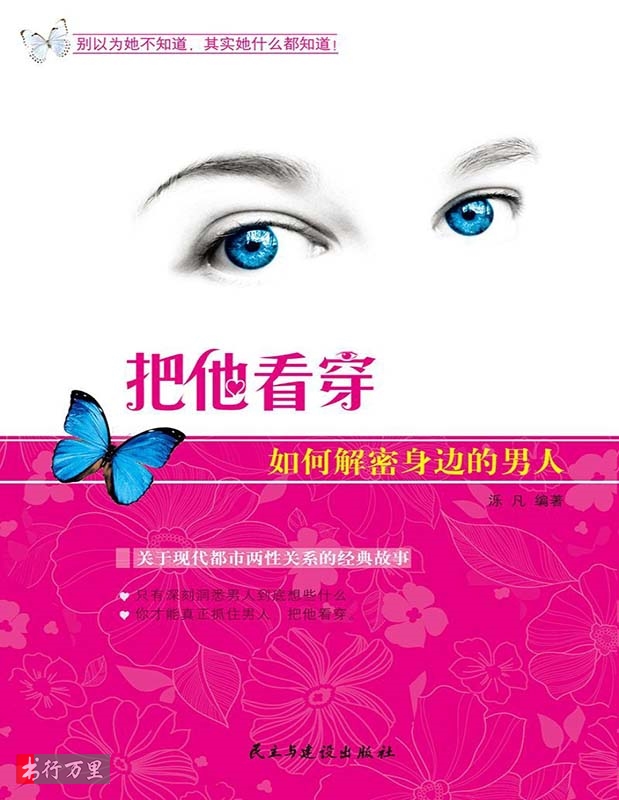 别以为她不知道，其实她什么都知道！
把他看穿
如何解密身边的男人
泺 凡 编著
关于现代都市两性关系的经典故事
只有深刻洞悉男人到底想些什么
你才能真正抓住男人 把他看穿。
民主与建设出版社
书行万里